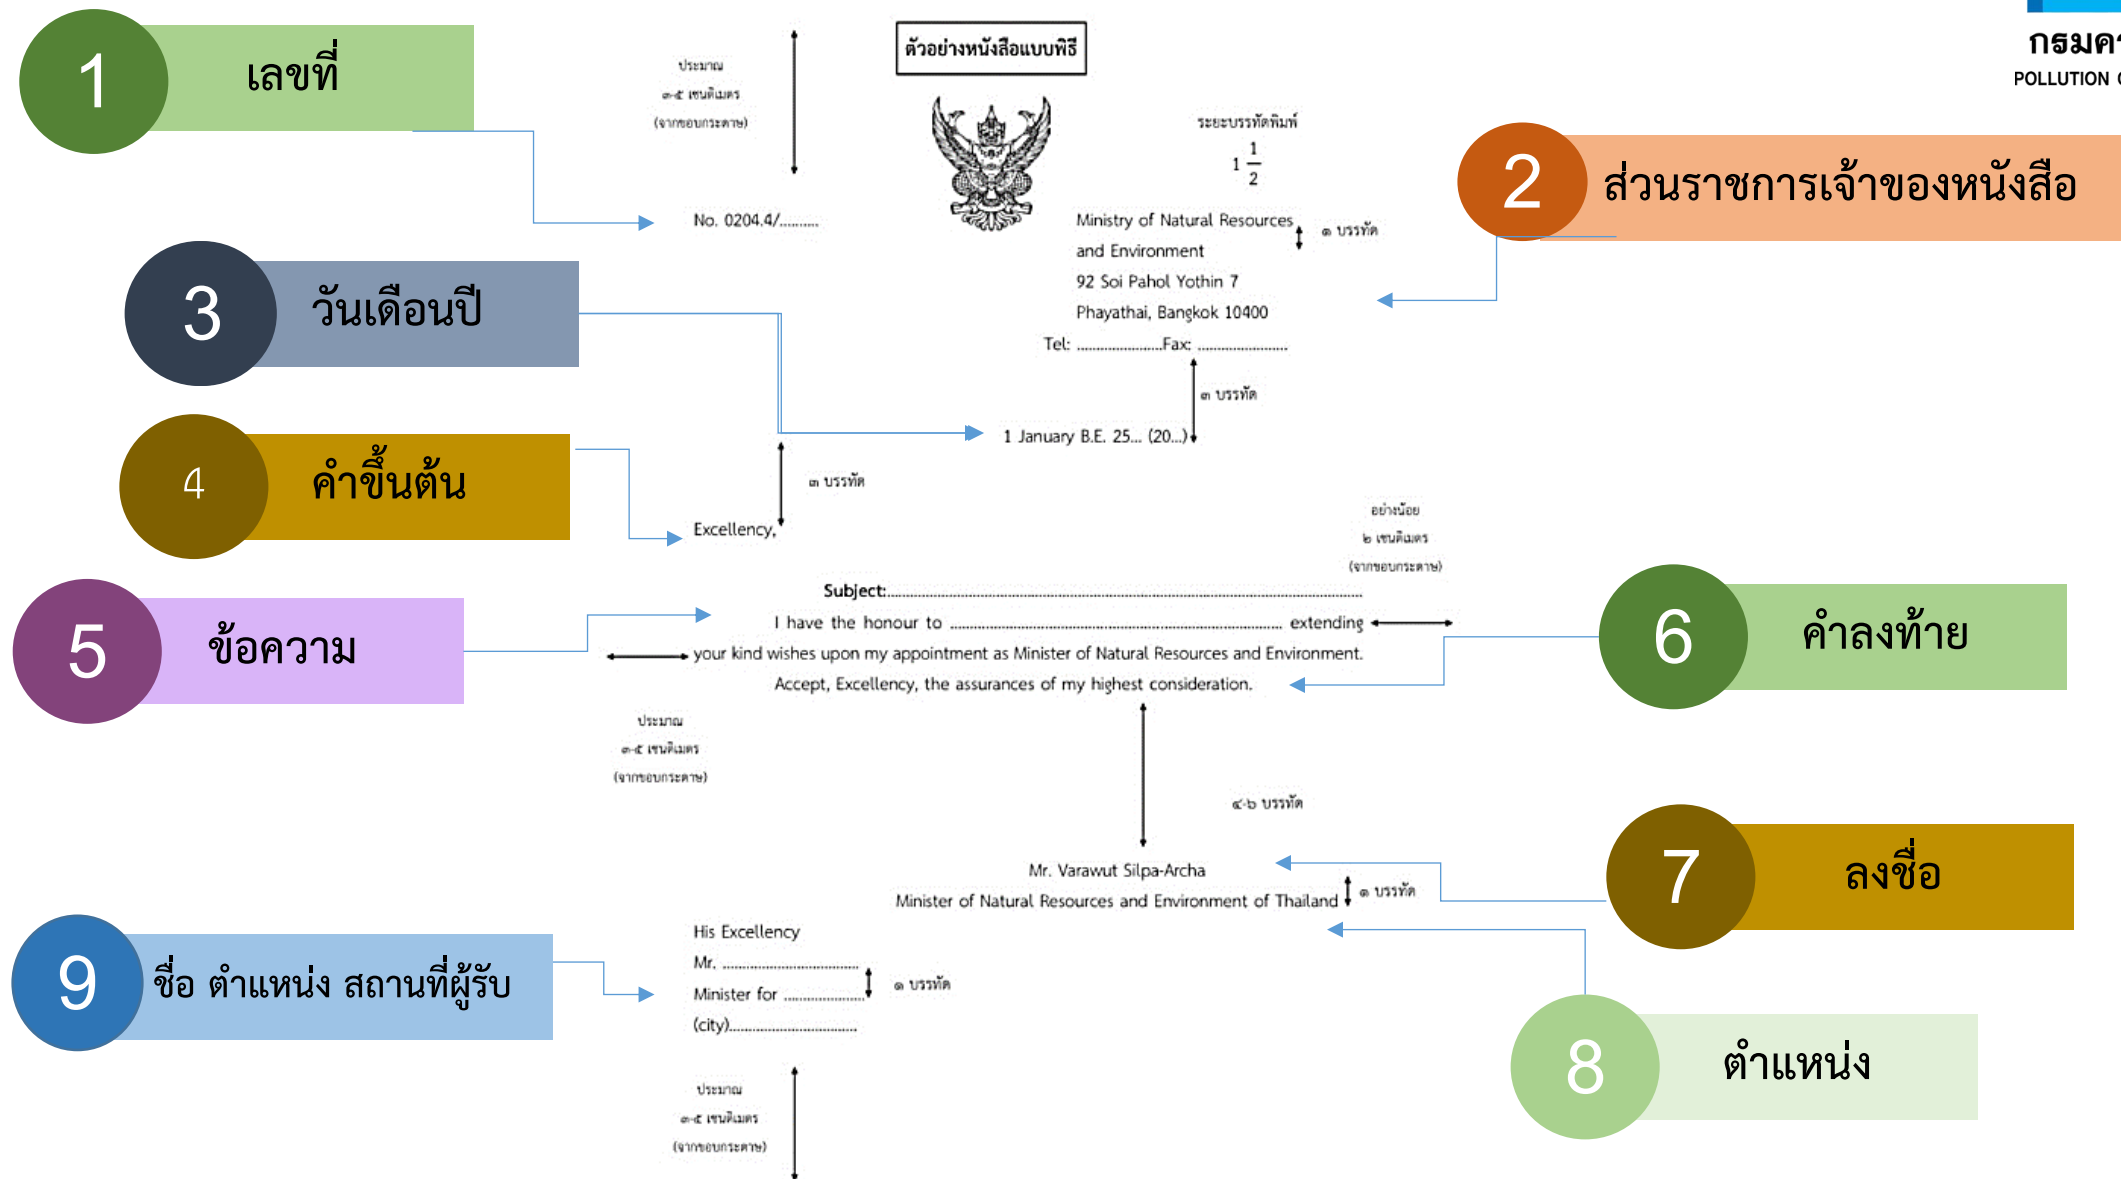 กรมคว
POLLUTION C
1 เลขที่
ตัวอย่างหนังสือแบบพิธี
ประมาณ
๓-๕ เซนติเมตร
(จากขอบกระดาษ)
ระยะบรรทัดพิมพ์
1 1/2
2 ส่วนราชการเจ้าของหนังสือ
No. 0204.4/..........
Ministry of Natural Resources
๑ บรรทัด
and Environment
92 Soi Pahol Yothin 7
Phayathai, Bangkok 10400
Tel: ......................Fax: .......................
3 วันเดือนปี
๓ บรรทัด
1 January B.E. 25... (20...)
4 คำขึ้นต้น
๓ บรรทัด
Excellency,
อย่างน้อย
๒ เซนติเมตร
(จากขอบกระดาษ)
5 ข้อความ
Subject:..........................................................................................
I have the honour to .................................................................. extending
your kind wishes upon my appointment as Minister of Natural Resources and Environment.
Accept, Excellency, the assurances of my highest consideration.
6 คำลงท้าย
ประมาณ
๓-๕ เซนติเมตร
(จากขอบกระดาษ)
๔-๖ บรรทัด
7 ลงชื่อ
Mr. Varawut Silpa-Archa
Minister of Natural Resources and Environment of Thailand
๑ บรรทัด
8 ตำแหน่ง
9 ชื่อ ตำแหน่ง สถานที่ผู้รับ
His Excellency
Mr. ...................................
Minister for .....................
๑ บรรทัด
(city).................................
ประมาณ
๓-๕ เซนติเมตร
(จากขอบกระดาษ)